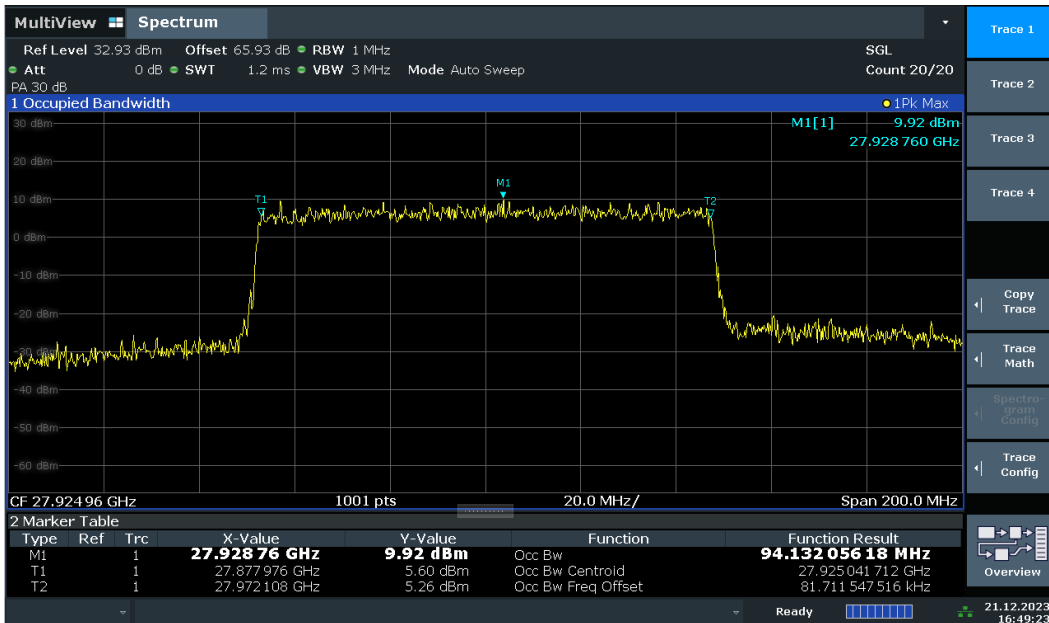 MultiView Spectrum
Ref Level 32.93 dBm Offset 65.93 dB RBW 1 MHz SGL
Att 0 dB SWT 1.2 ms VBW 3 MHz Mode Auto Sweep Count 20/20
PA 30 dB
1 Occupied Bandwidth 1Pk Max
30 dBm
M1[1] 9.92 dBm
27.928 760 GHz
20 dBm
M1
10 dBm
T1
T2
0 dBm
-10 dBm
-20 dBm
-30 dBm
-40 dBm
-50 dBm
-60 dBm
CF 27.92496 GHz 1001 pts 20.0 MHz/ Span 200.0 MHz
2 Marker Table
Type Ref Trc X-Value Y-Value Function Function Result
M1 1 27.928 76 GHz 9.92 dBm Occ Bw 94.132 056 18 MHz
T1 1 27.877 976 GHz 5.60 dBm Occ Bw Centroid 27.925 041 712 GHz
T2 1 27.972 108 GHz 5.26 dBm Occ Bw Freq Offset 81.711 547 516 kHz
Ready
21.12.2023
16:49:23
Trace 1
Trace 2
Trace 3
Trace 4
Copy
Trace
Trace
Math
Spectro-
gram
Config
Trace
Config
Overview